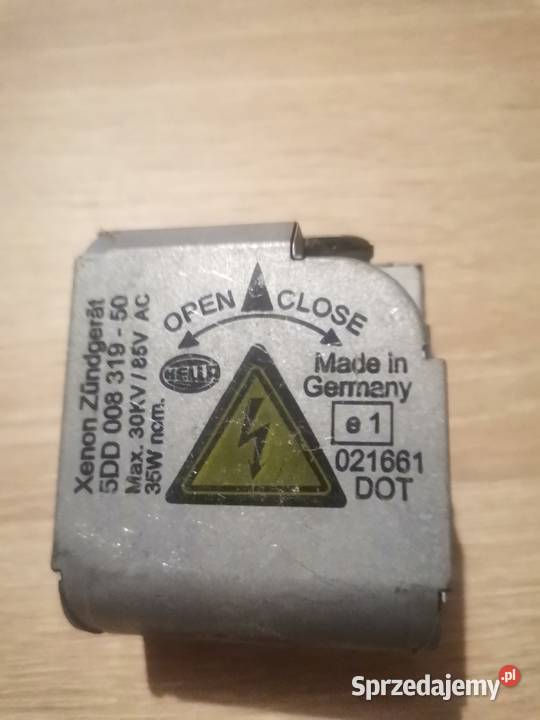 Xenon Zündgerät
5DD 008 319 - 50
Max. 30KV / 85V AC
35W nom.
OPEN CLOSE
HELLA
Made in
Germany
e 1
021661
DOT
Sprzedajemy.pl